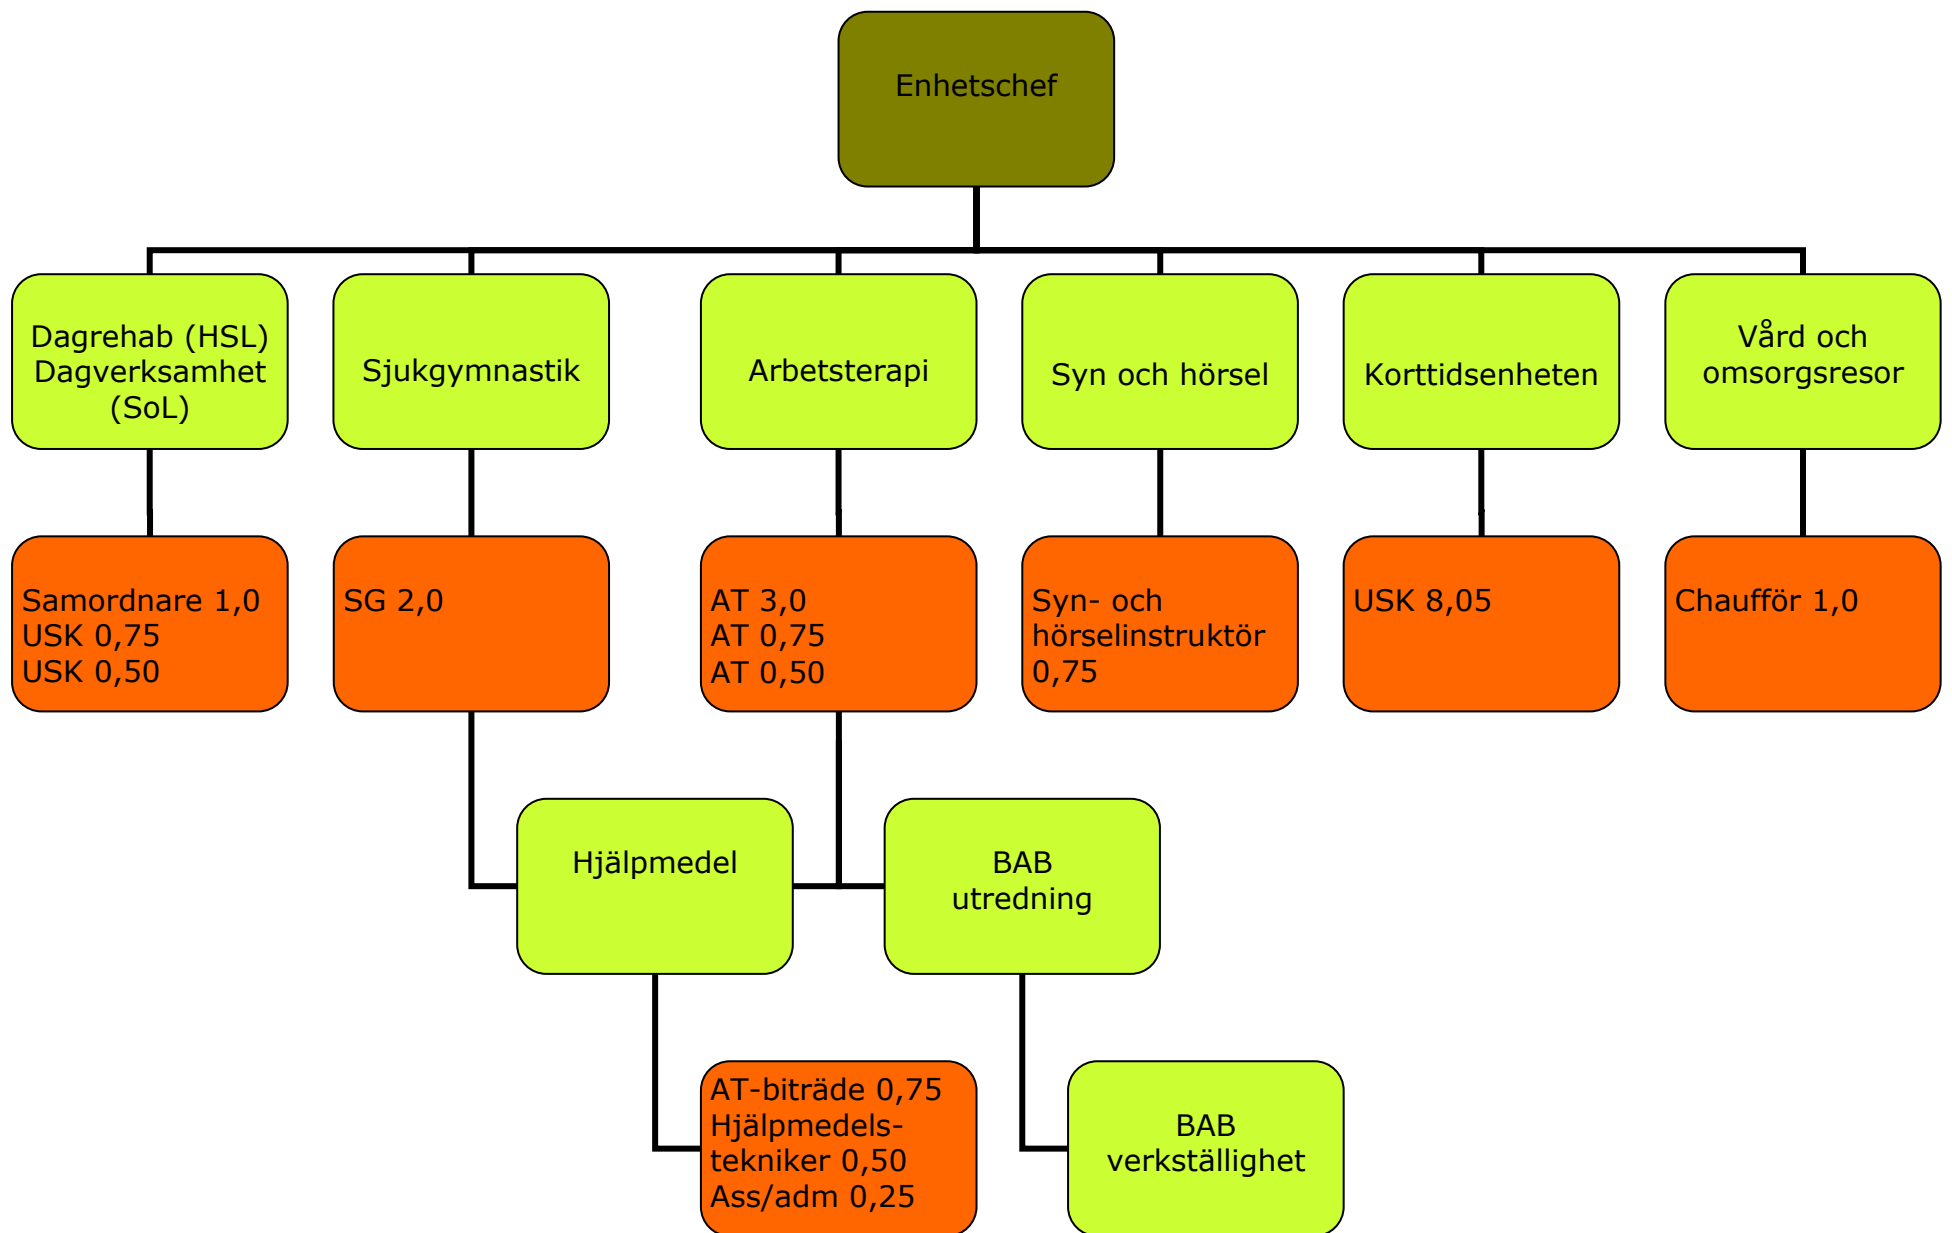 Enhetschef
Dagrehab (HSL)
Dagverksamhet
(SoL)
Sjukgymnastik
Arbetsterapi
Syn och hörsel
Korttidsenheten
Vård och
omsorgsresor
Samordnare 1,0
USK 0,75
USK 0,50
SG 2,0
AT 3,0
AT 0,75
AT 0,50
Syn- och
hörselinstruktör
0,75
USK 8,05
Chaufför 1,0
Hjälpmedel
BAB
utredning
AT-biträde 0,75
Hjälpmedels-
tekniker 0,50
Ass/adm 0,25
BAB
verkställighet